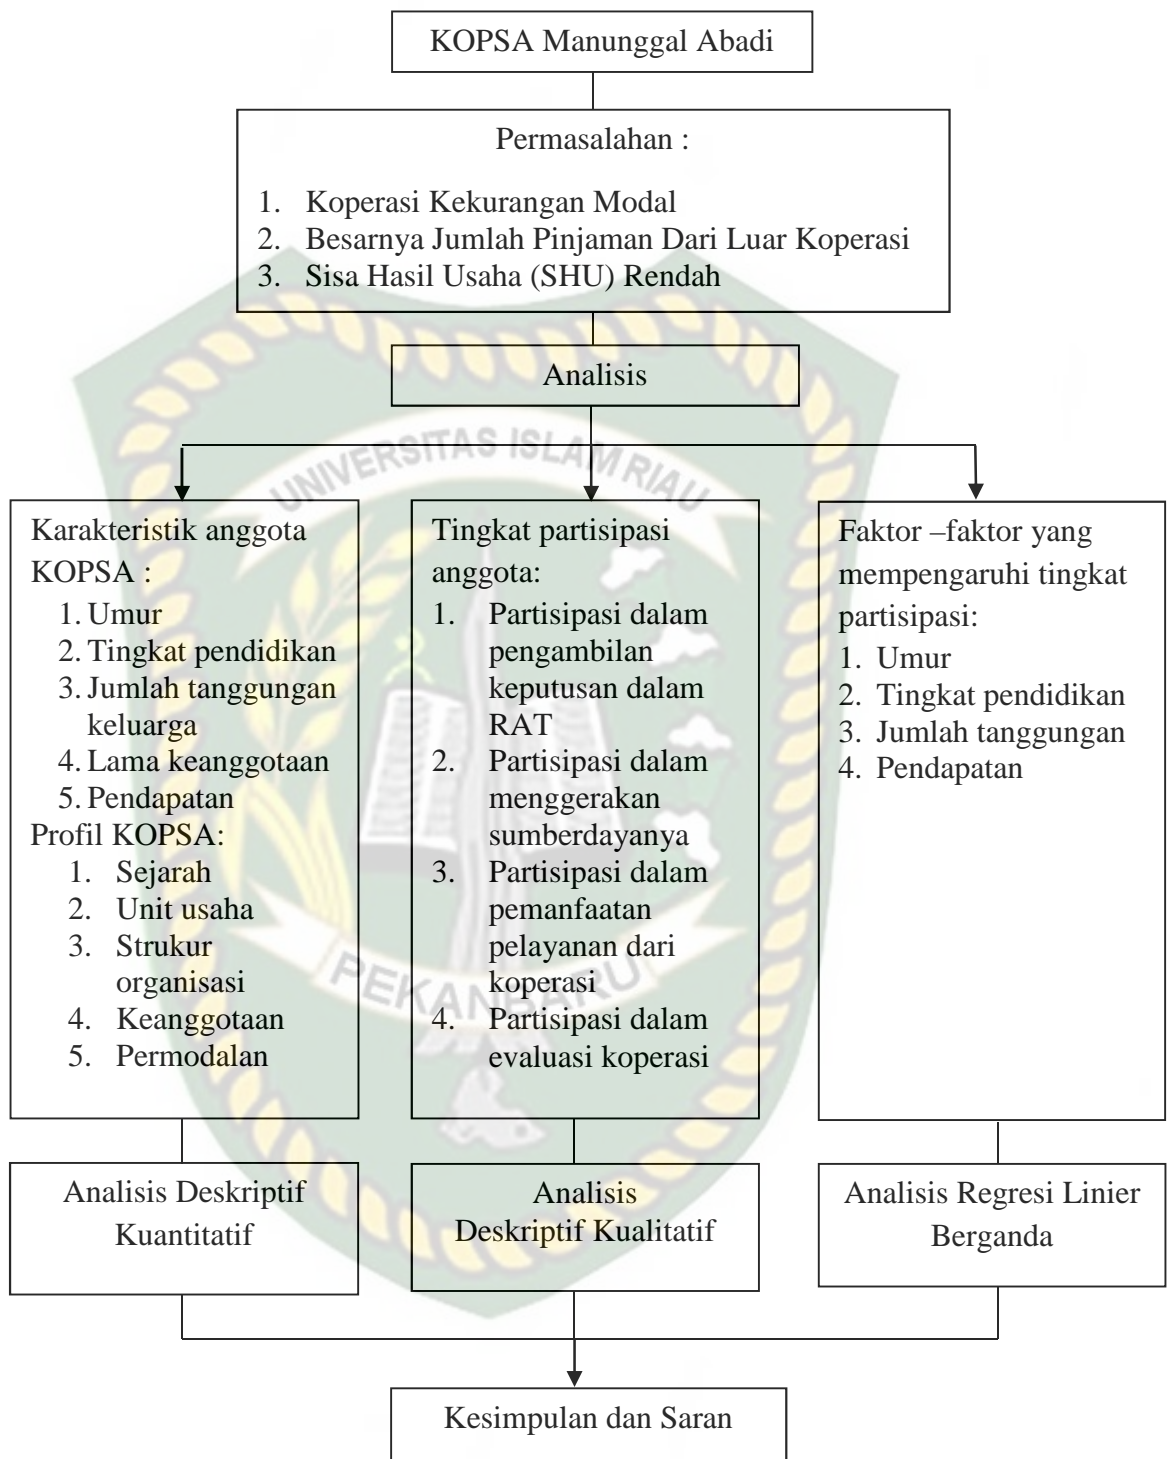 KOPSA Manunggal Abadi
Permasalahan :
1. Koperasi Kekurangan Modal
2. Besarnya Jumlah Pinjaman Dari Luar Koperasi
3. Sisa Hasil Usaha (SHU) Rendah
Analisis
UNIVERSITAS ISLAM RIAU
Karakteristik anggota
KOPSA :
1. Umur
2. Tingkat pendidikan
3. Jumlah tanggungan
keluarga
4. Lama keanggotaan
5. Pendapatan
Profil KOPSA:
1. Sejarah
2. Unit usaha
3. Strukur
organisasi
4. Keanggotaan
5. Permodalan
Tingkat partisipasi
anggota:
1. Partisipasi dalam
pengambilan
keputusan dalam
RAT
2. Partisipasi dalam
menggerakan
sumberdayanya
3. Partisipasi dalam
pemanfaatan
pelayanan dari
koperasi
4. Partisipasi dalam
evaluasi koperasi
Faktor –faktor yang
mempengaruhi tingkat
partisipasi:
1. Umur
2. Tingkat pendidikan
3. Jumlah tanggungan
4. Pendapatan
PEKANBARU
Analisis Deskriptif
Kuantitatif
Analisis
Deskriptif Kualitatif
Analisis Regresi Linier
Berganda
Kesimpulan dan Saran